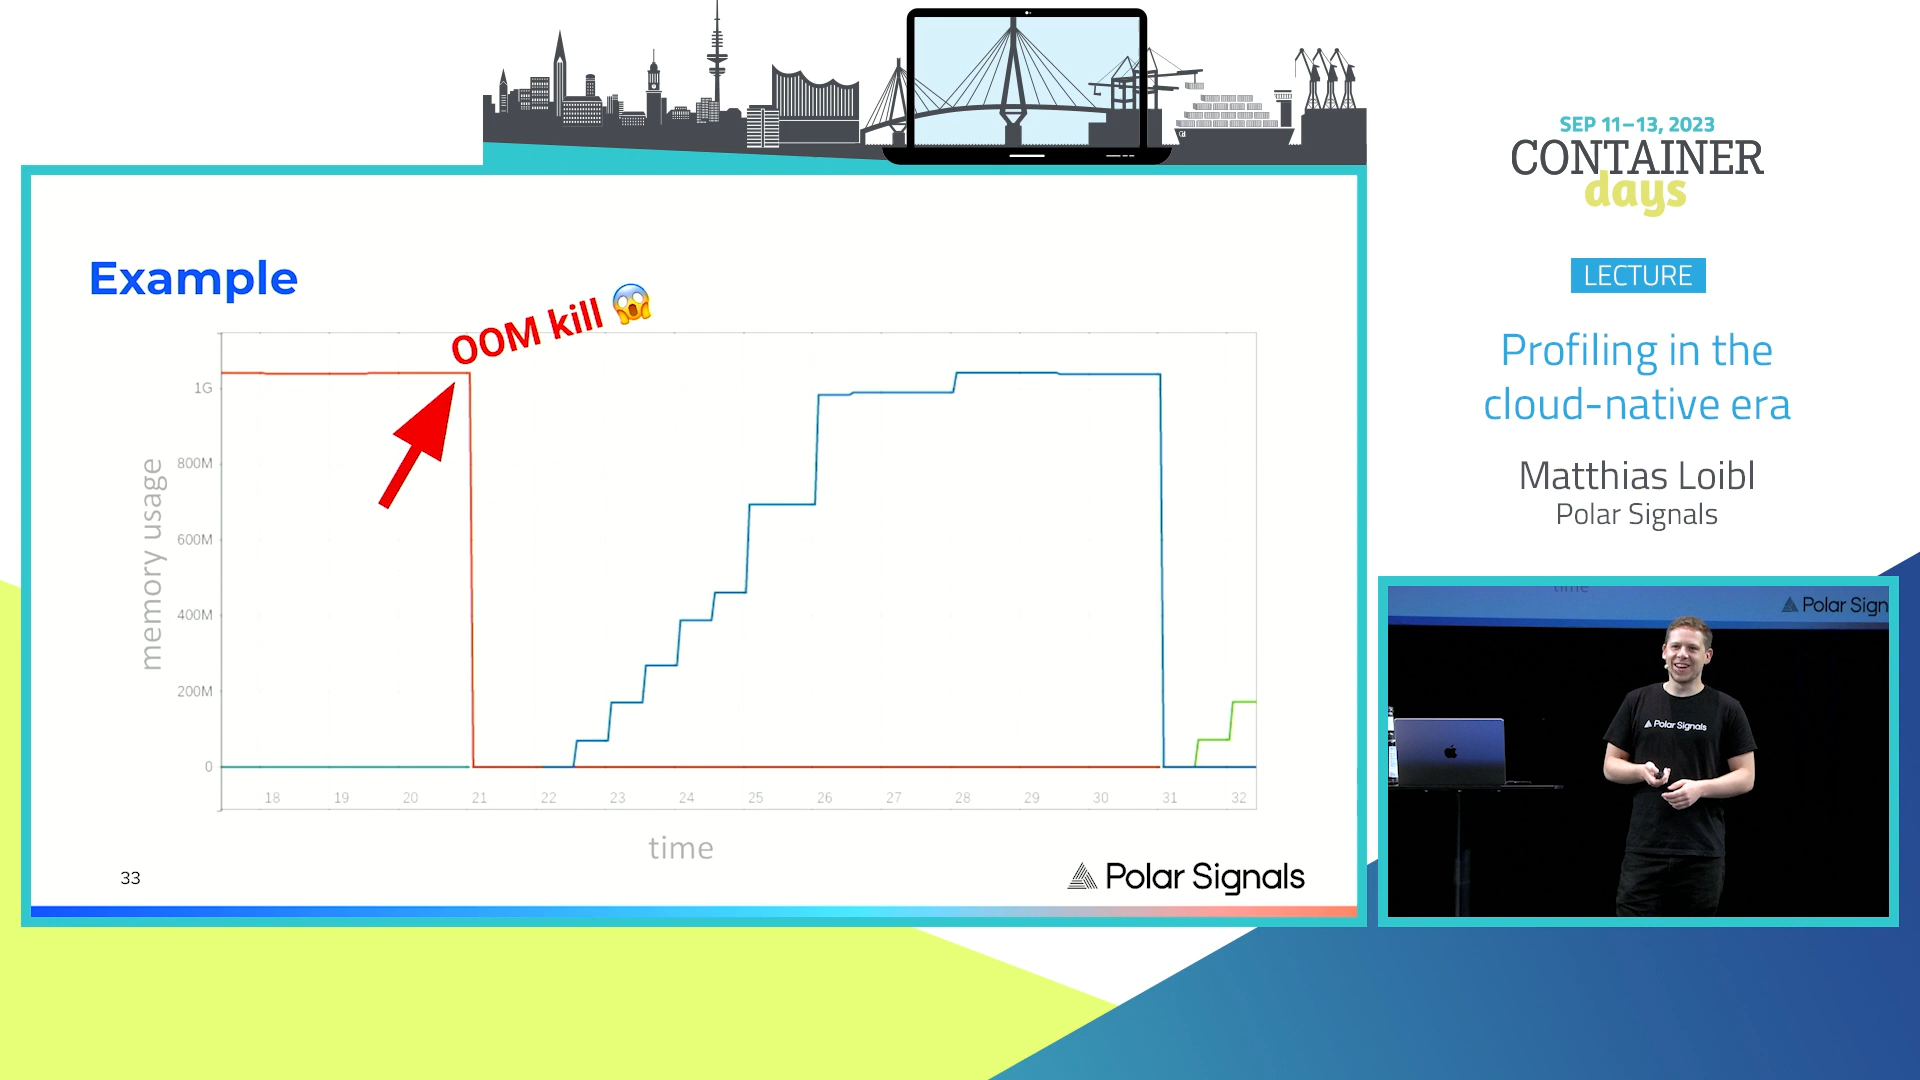 SEP 11–13, 2023
CONTAINER
days
LECTURE
Profiling in the
cloud-native era
Matthias Loibl
Polar Signals
Example
OOM kill 😱
memory usage
1G
800M
600M
400M
200M
0
18 19 20 21 22 23 24 25 26 27 28 29 30 31 32
time
33
Polar Signals
time
Polar Sign
Polar Signals